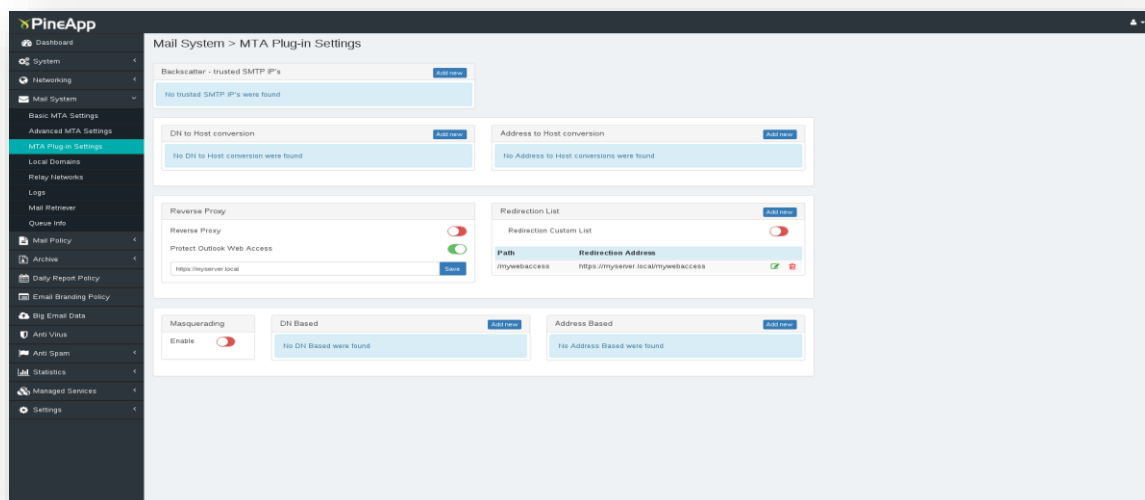 PineApp
Dashboard
System
Networking
Mail System
Basic MTA Settings
Advanced MTA Settings
MTA Plug-in Settings
Local Domains
Relay Networks
Logs
Mail Retriever
Queue Info
Mail Policy
Archive
Daily Report Policy
Email Branding Policy
Big Email Data
Anti Virus
Anti Spam
Statistics
Managed Services
Settings
Mail System > MTA Plug-in Settings
Backscatter - trusted SMTP IP's Add new
No trusted SMTP IP's were found
DN to Host conversion Add new
No DN to Host conversion were found
Address to Host conversion Add new
No Address to Host conversions were found
Reverse Proxy
Reverse Proxy
Protect Outlook Web Access
https://myserver.local Save
Redirection List Add new
Redirection Custom List
Path Redirection Address
/mywebaccess https://myserver.local/mywebaccess
Masquerading
Enable
DN Based Add new
No DN Based were found
Address Based Add new
No Address Based were found